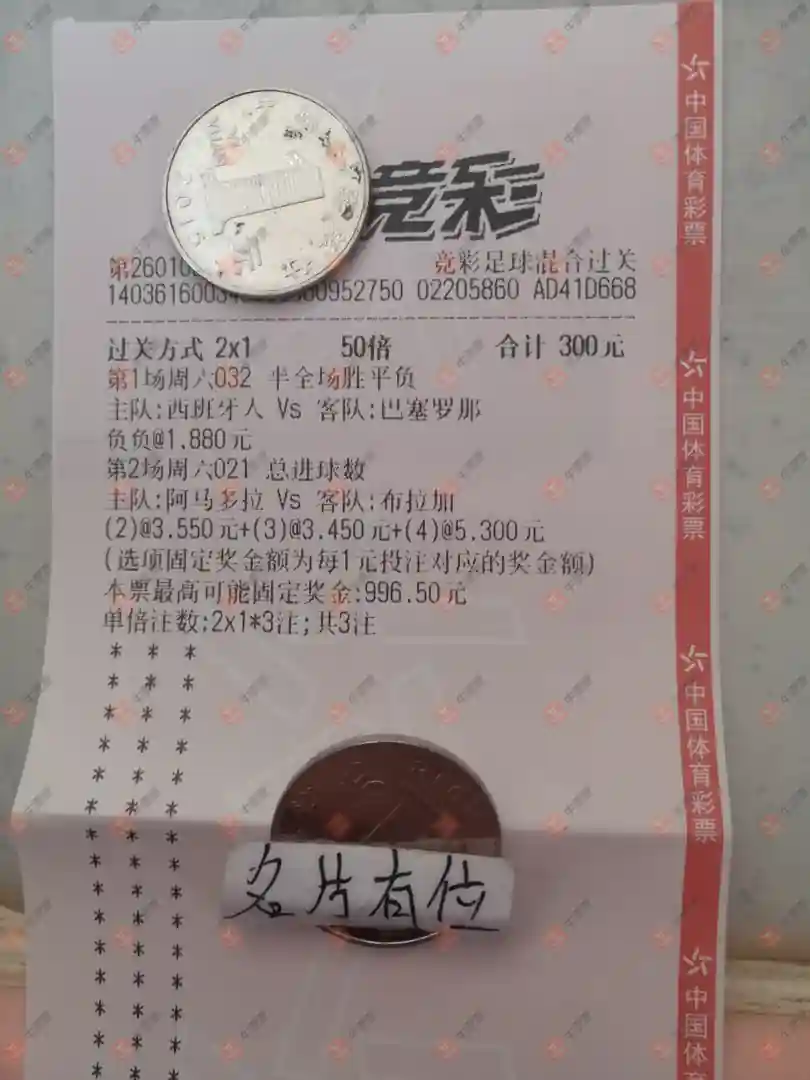 2015
竞彩
第26010
竞彩足球混合过关
140361600 952750 02205860 AD41D668
过关方式 2x1 50倍 合计 300元
第1场周六032 半全场胜平负
主队:西班牙人 Vs 客队:巴塞罗那
负负@1.880元
第2场周六021 总进球数
主队:阿马多拉 Vs 客队:布拉加
(2)@3.550元+(3)@3.450元+(4)@5.300元
(选项固定奖金额为每1元投注对应的奖金额)
本票最高可能固定奖金:996.50元
单倍注数:2x1*3注;共3注
名片有位
中国体育彩票
中国体育彩票
中国体育彩票
中国体育